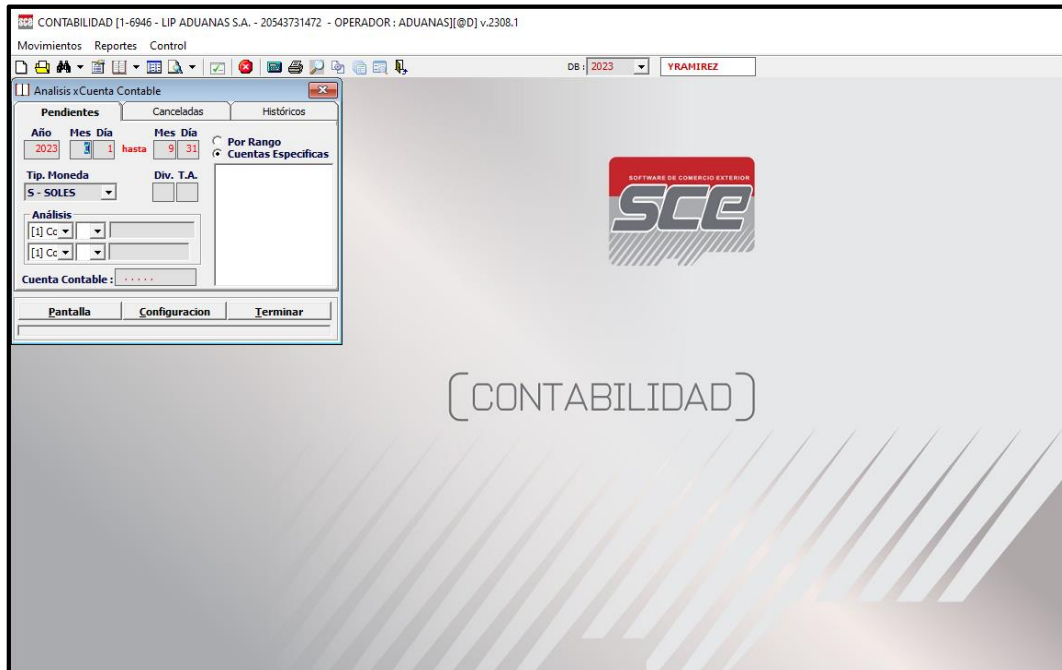 CONTABILIDAD [1-6946 - LIP ADUANAS S.A. - 20543731472 - OPERADOR : ADUANAS][@D] v.2308.1
Movimientos Reportes Control
DB : 2023 YRAMIREZ
Analisis xCuenta Contable
Pendientes Canceladas Históricos
Año Mes Día Mes Día
2023 1 hasta 9 31
Por Rango
Cuentas Especificas
Tip. Moneda Div. T.A.
S - SOLES
Análisis
[1] Cc
[1] Cc
Cuenta Contable : . . . . .
Pantalla Configuracion Terminar
SOFTWARE DE COMERCIO EXTERIOR
SCE
[CONTABILIDAD]